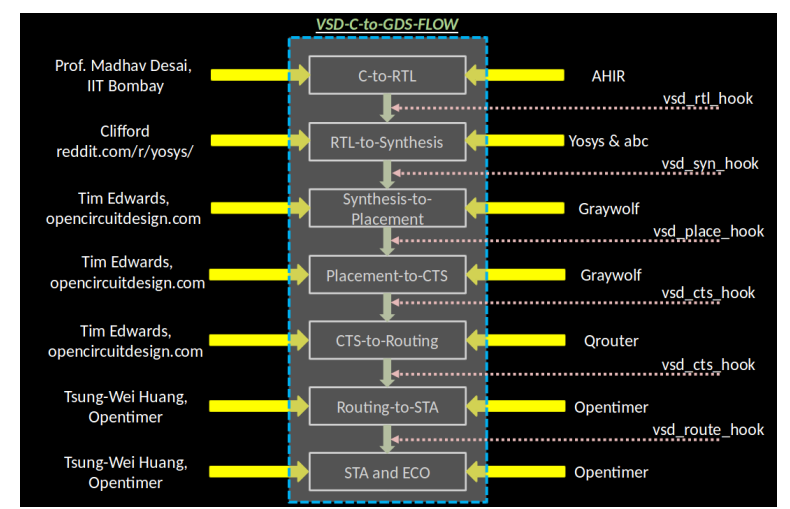 VSD-C-to-GDS-FLOW
Prof. Madhav Desai,
IIT Bombay
C-to-RTL
AHIR
vsd_rtl_hook
Clifford
reddit.com/r/yosys/
RTL-to-Synthesis
Yosys & abc
vsd_syn_hook
Tim Edwards,
opencircuitdesign.com
Synthesis-to-
Placement
Graywolf
vsd_place_hook
Tim Edwards,
opencircuitdesign.com
Placement-to-CTS
Graywolf
vsd_cts_hook
Tim Edwards,
opencircuitdesign.com
CTS-to-Routing
Qrouter
vsd_cts_hook
Tsung-Wei Huang,
Opentimer
Routing-to-STA
Opentimer
vsd_route_hook
Tsung-Wei Huang,
Opentimer
STA and ECO
Opentimer